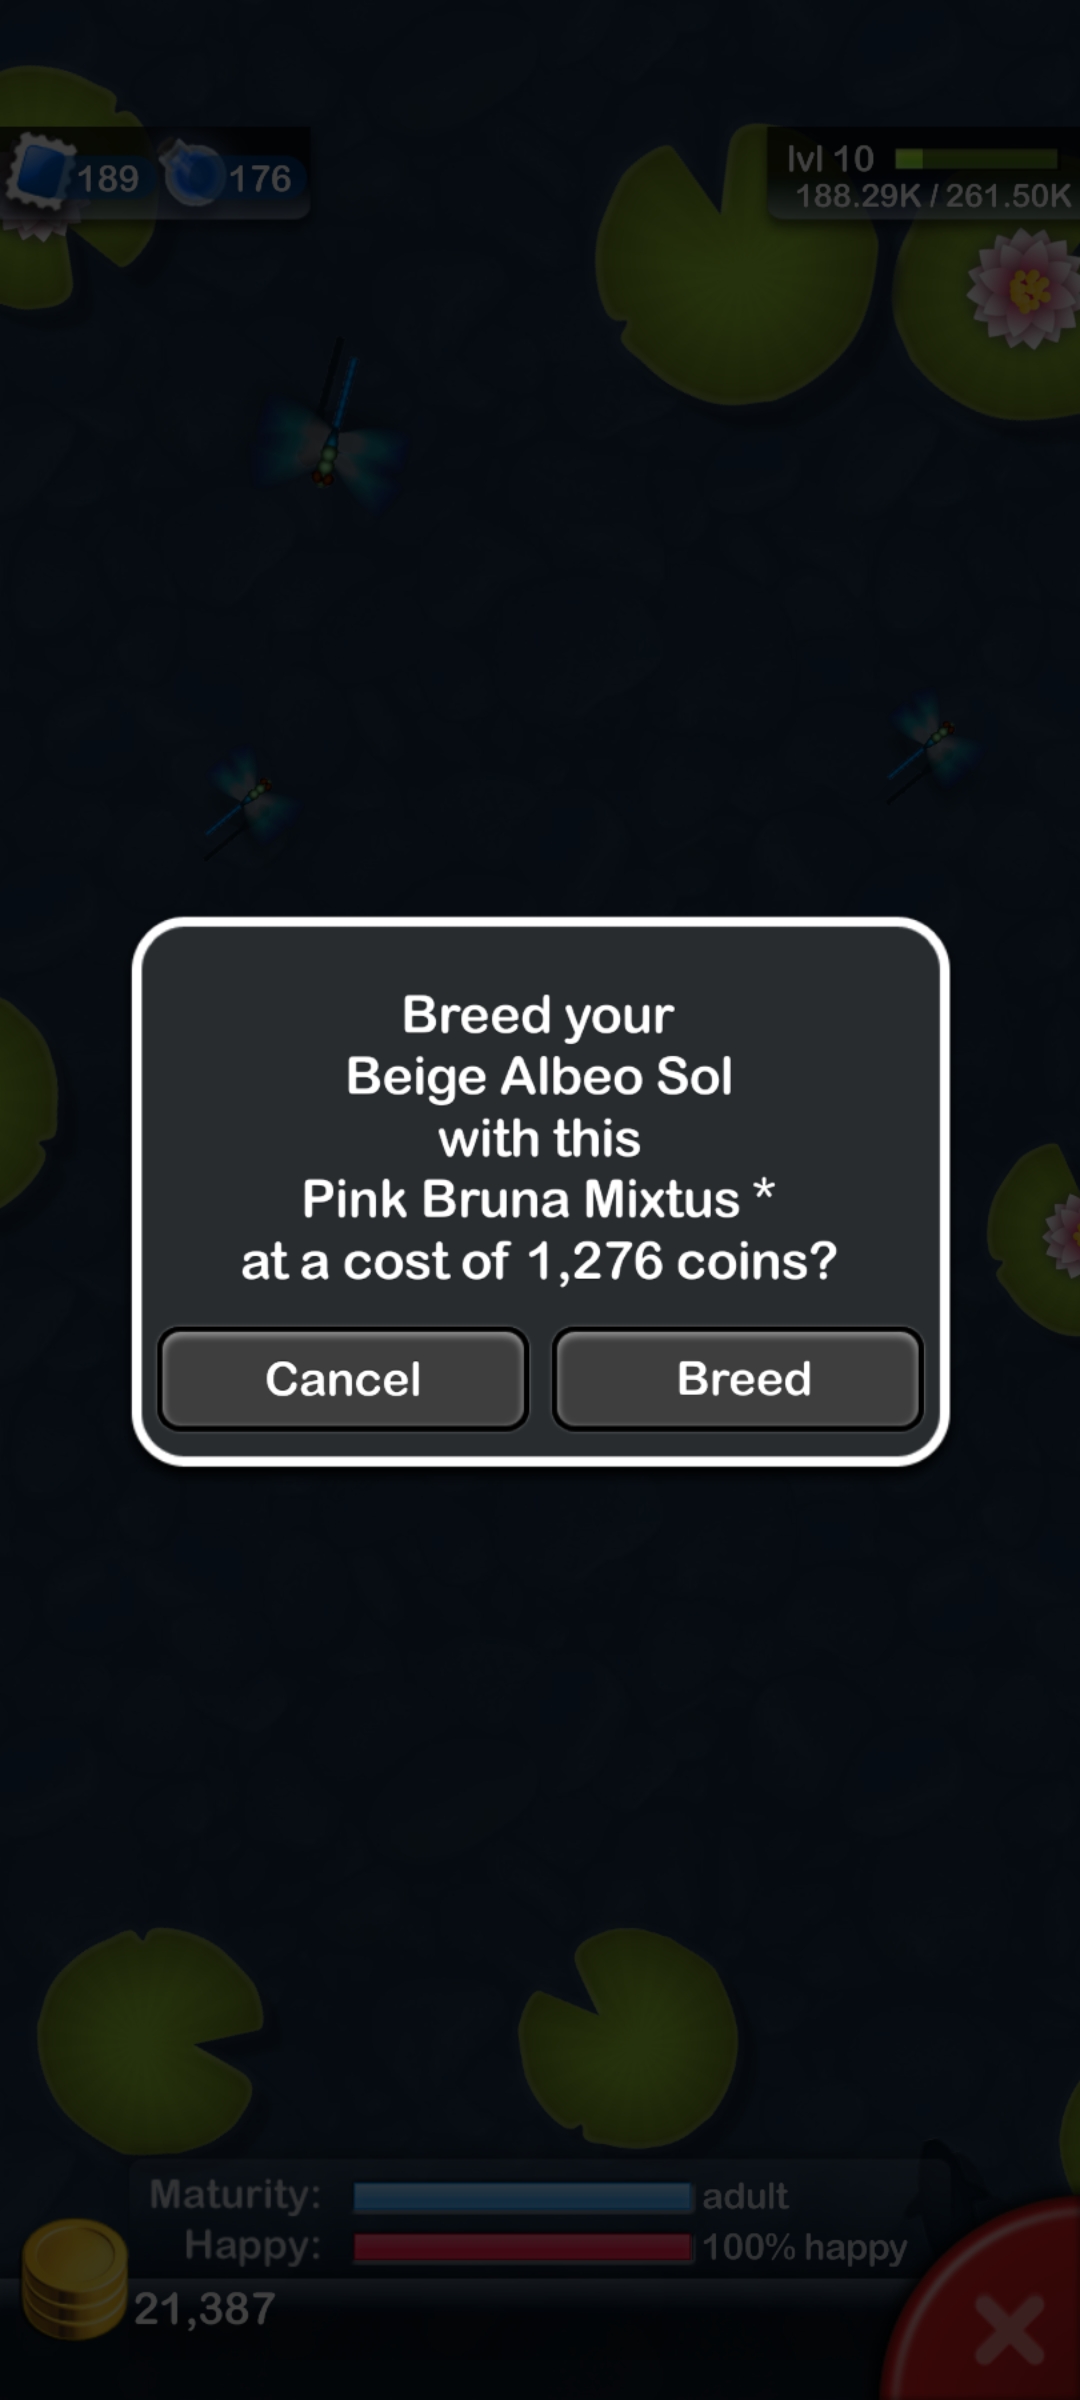 189
176
lvl 10
188.29K / 261.50K
Breed your
Beige Albeo Sol
with this
Pink Bruna Mixtus *
at a cost of 1,276 coins?
Cancel
Breed
Maturity:
adult
Happy:
100% happy
21,387